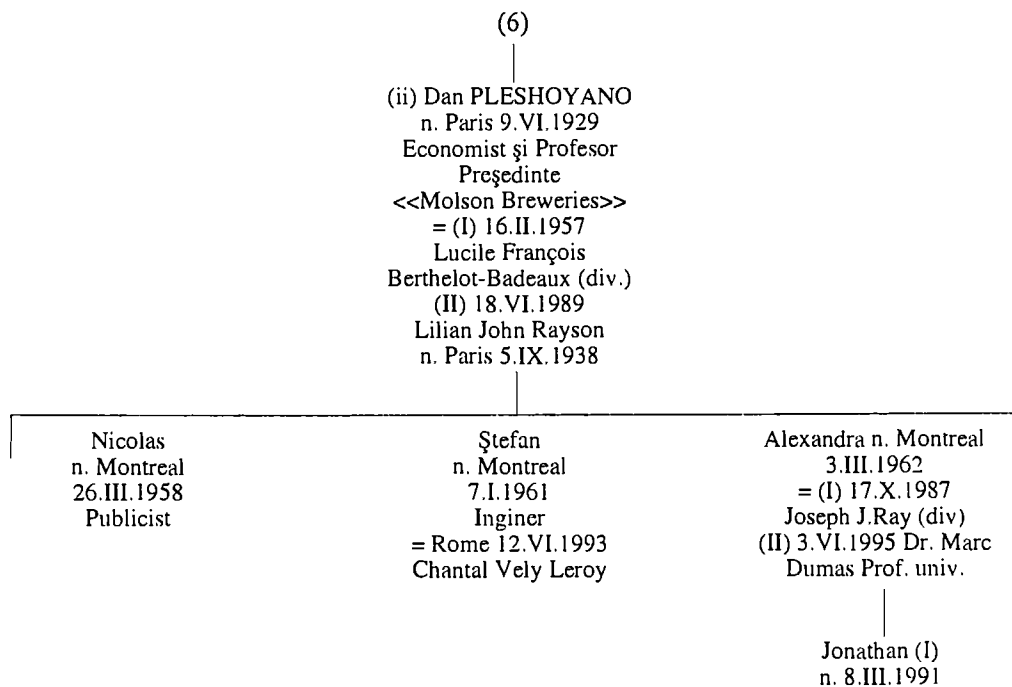 (6)
(ii) Dan PLESHOYANO
n. Paris 9.VI.1929
Economist şi Profesor
Preşedinte
<<Molson Breweries>>
= (I) 16.II.1957
Lucile François
Berthelot-Badeaux (div.)
(II) 18.VI.1989
Lilian John Rayson
n. Paris 5.IX.1938
Nicolas
n. Montreal
26.III.1958
Publicist
Ştefan
n. Montreal
7.I.1961
Inginer
= Rome 12.VI.1993
Chantal Vely Leroy
Alexandra n. Montreal
3.III.1962
= (I) 17.X.1987
Joseph J.Ray (div)
(II) 3.VI.1995 Dr. Marc
Dumas Prof. univ.
Jonathan (I)
n. 8.III.1991